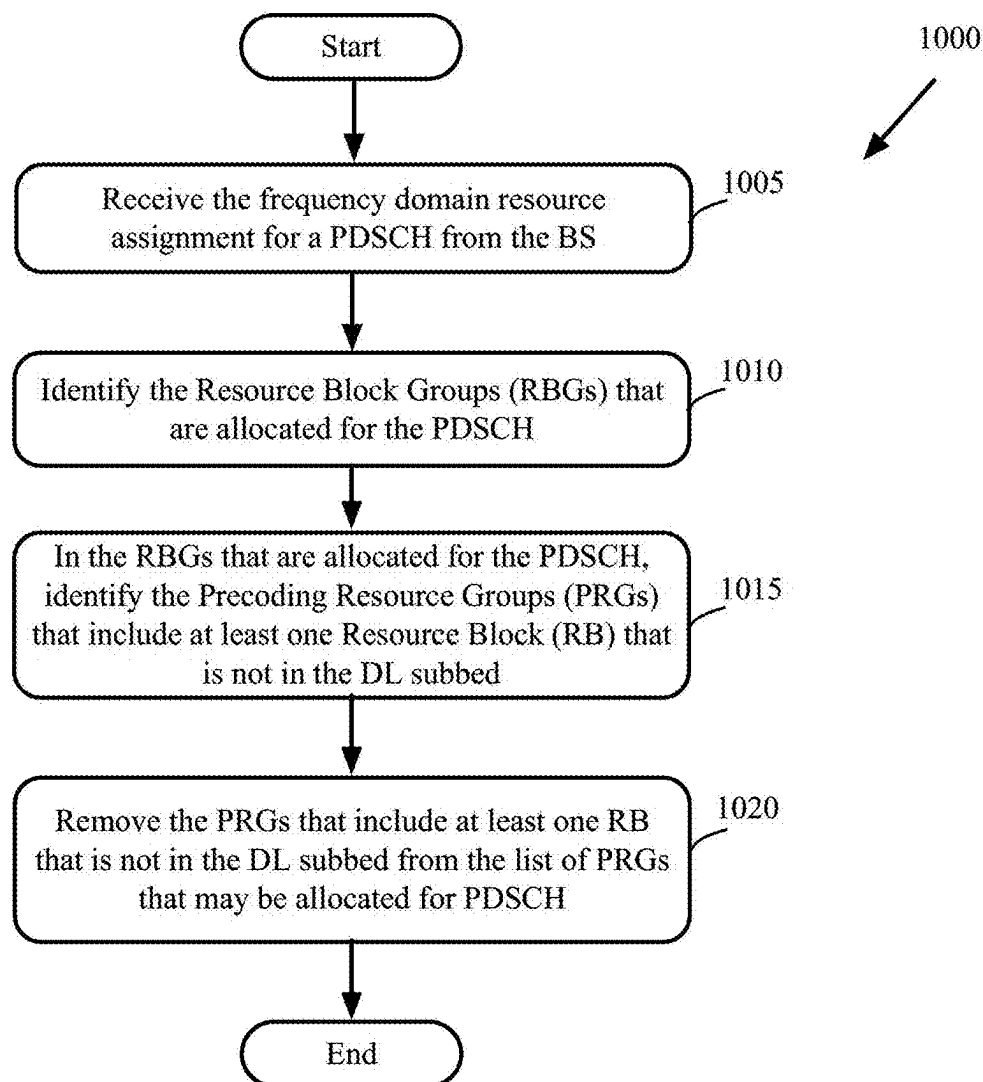 Start
1000
Receive the frequency domain resource
assignment for a PDSCH from the BS
1005
Identify the Resource Block Groups (RBGs) that
are allocated for the PDSCH
1010
In the RBGs that are allocated for the PDSCH,
identify the Precoding Resource Groups (PRGs)
that include at least one Resource Block (RB) that
is not in the DL subbed
1015
Remove the PRGs that include at least one RB
that is not in the DL subbed from the list of PRGs
that may be allocated for PDSCH
1020
End